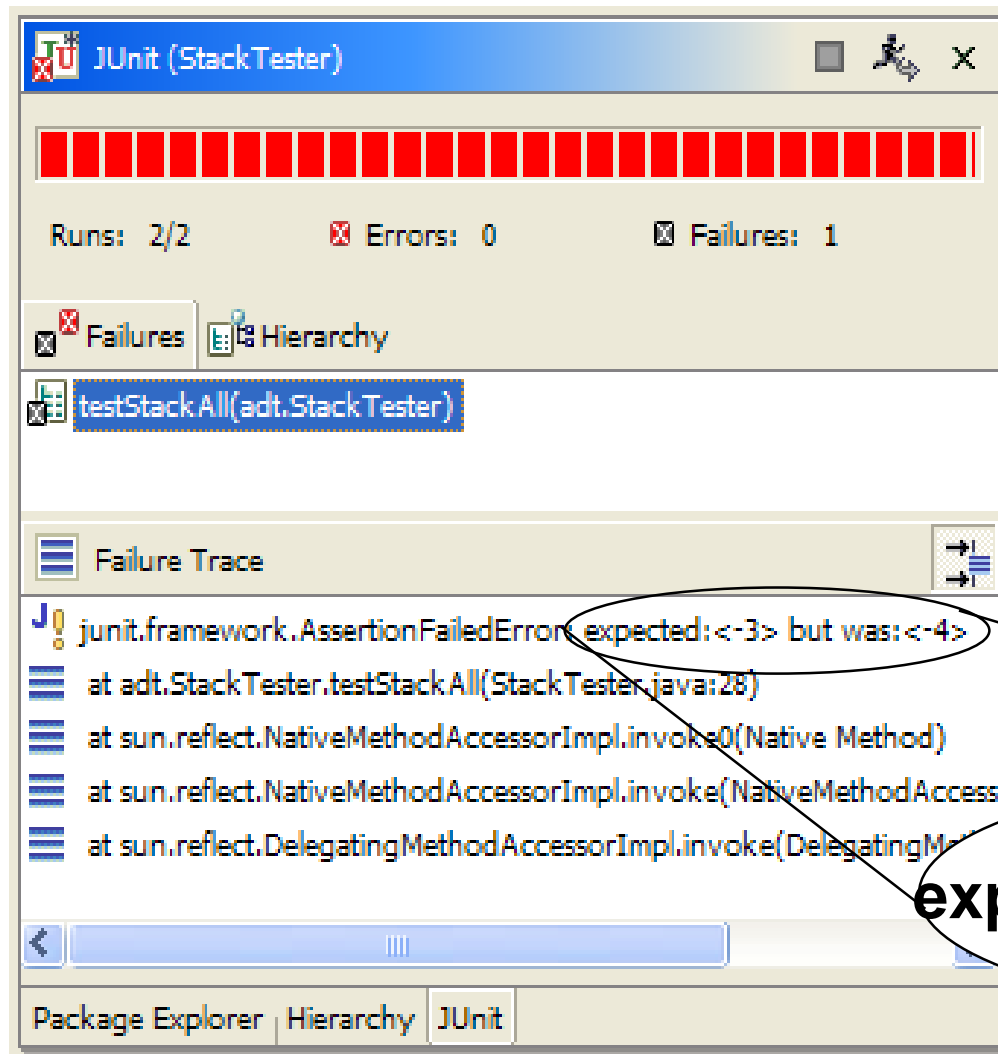 JUnit (StackTester)
Runs: 2/2 Errors: 0 Failures: 1
Failures Hierarchy
testStackAll(adt.StackTester)
Failure Trace
junit.framework.AssertionFailedError: expected:<-3> but was:<-4>
at adt.StackTester.testStackAll(StackTester.java:28)
at sun.reflect.NativeMethodAccessorImpl.invoke0(Native Method)
at sun.reflect.NativeMethodAccessorImpl.invoke(NativeMethodAccess
at sun.reflect.DelegatingMethodAccessorImpl.invoke(DelegatingMet
exp
Package Explorer Hierarchy JUnit